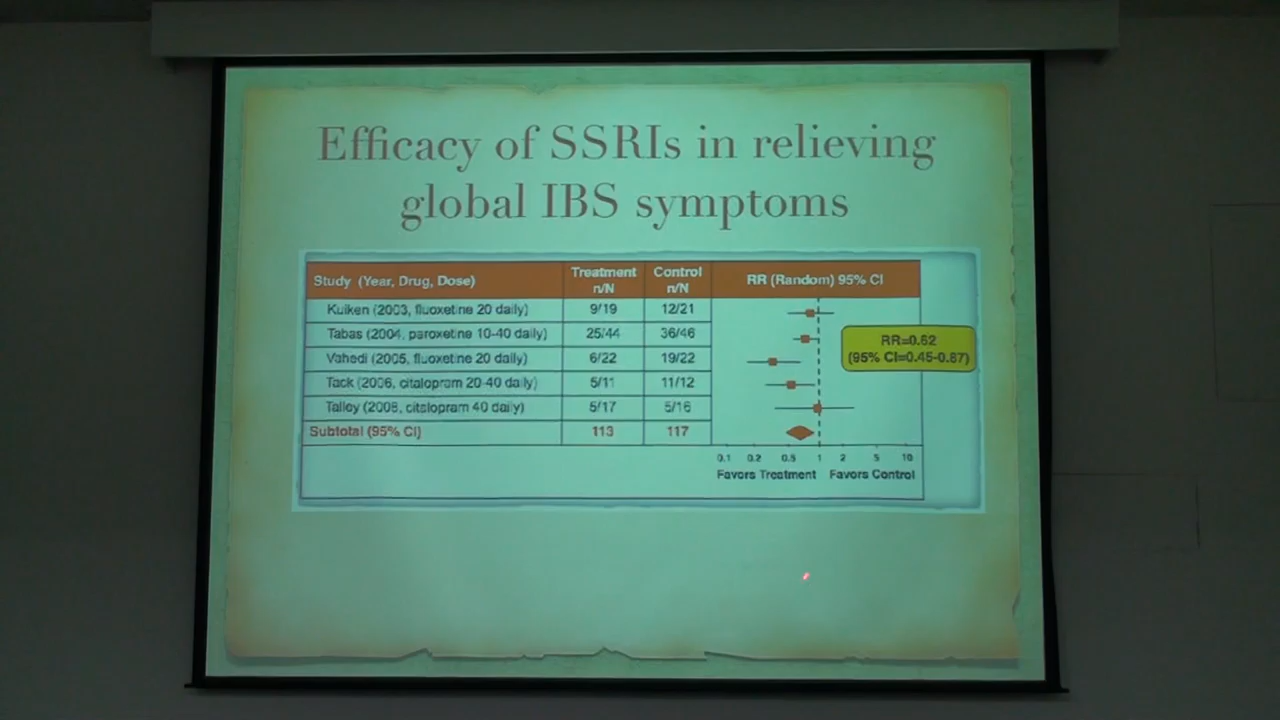 Efficacy of SSRIs in relieving
global IBS symptoms
Study (Year, Drug, Dose) Treatment n/N Control n/N RR (Random) 95% CI
Kuiken (2003, fluoxetine 20 daily) 9/19 12/21
Tabas (2004, paroxetine 10-40 daily) 25/44 36/46
Vahedi (2005, fluoxetine 20 daily) 6/22 19/22
Tack (2006, citalopram 20-40 daily) 5/11 11/12
Talley (2008, citalopram 40 daily) 5/17 5/16
Subtotal (95% CI) 113 117
RR=0.62
(95% CI=0.45-0.87)
0.1 0.2 0.5 1 2 5 10
Favors Treatment Favors Control